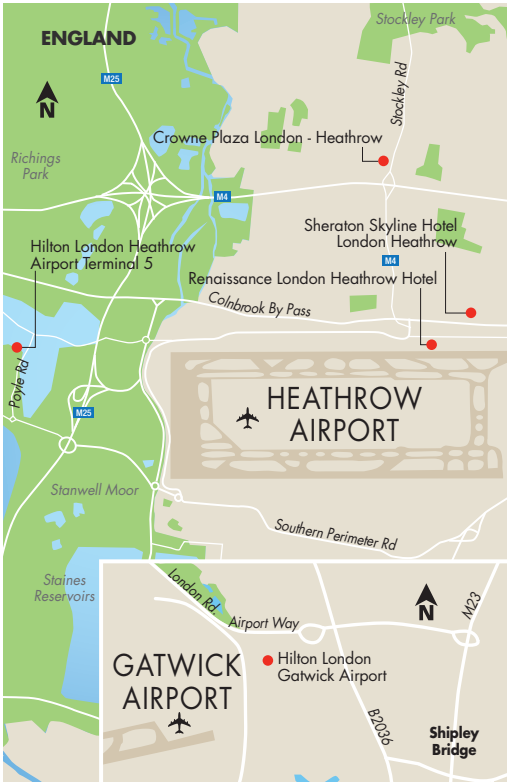 Stockley Park
ENGLAND
M25
N
Stockley Rd
Crowne Plaza London - Heathrow
Richings
Park
M4
Sheraton Skyline Hotel
London Heathrow
Hilton London Heathrow
Airport Terminal 5
M4
Renaissance London Heathrow Hotel
Colnbrook By Pass
Poyle Rd
HEATHROW
AIRPORT
M25
Stanwell Moor
Southern Perimeter Rd
Staines
Reservoirs
London Rd.
N
M23
Airport Way
GATWICK
AIRPORT
Hilton London
Gatwick Airport
B2036
Shipley
Bridge